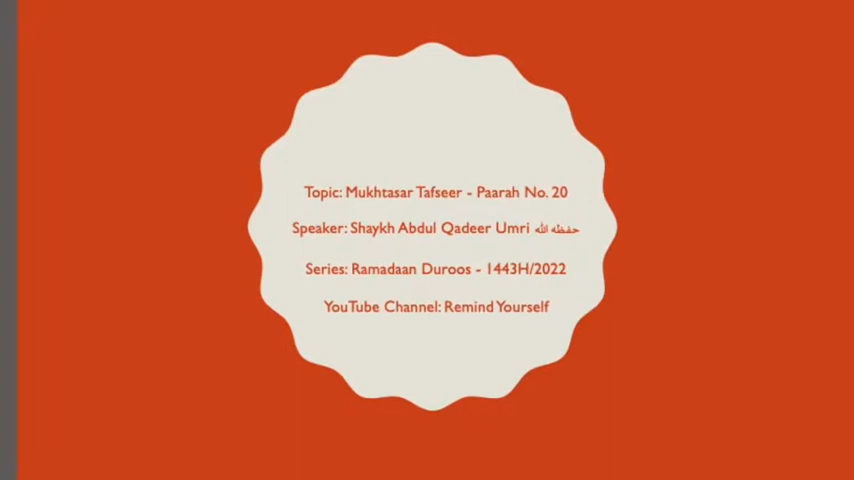 Topic: Mukhtasar Tafseer - Paarah No. 20
Speaker: Shaykh Abdul Qadeer Umri حفظه الله
Series: Ramadaan Duroos - 1443H/2022
YouTube Channel: Remind Yourself